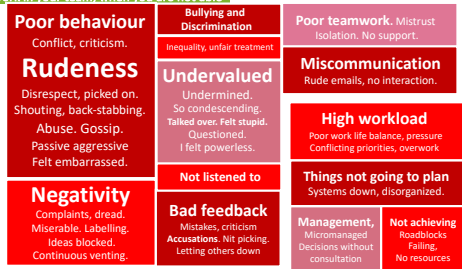 Poor behaviour
Conflict, criticism.
Rudeness
Disrespect, picked on.
Shouting, back-stabbing.
Abuse. Gossip.
Passive aggressive
Felt embarrassed.
Negativity
Complaints, dread.
Miserable. Labelling.
Ideas blocked.
Continuous venting.
Bullying and
Discrimination
Inequality, unfair treatment
Undervalued
Undermined.
So condescending.
Talked over. Felt stupid.
Questioned.
I felt powerless.
Not listened to
Bad feedback
Mistakes, criticism
Accusations. Nit picking.
Letting others down
Poor teamwork. Mistrust
Isolation. No support.
Miscommunication
Rude emails, no interaction.
High workload
Poor work life balance, pressure
Conflicting priorities, overwork
Things not going to plan
Systems down, disorganized.
Management,
Micromanaged
Decisions without
consultation
Not achieving
Roadblocks
Failing,
No resources